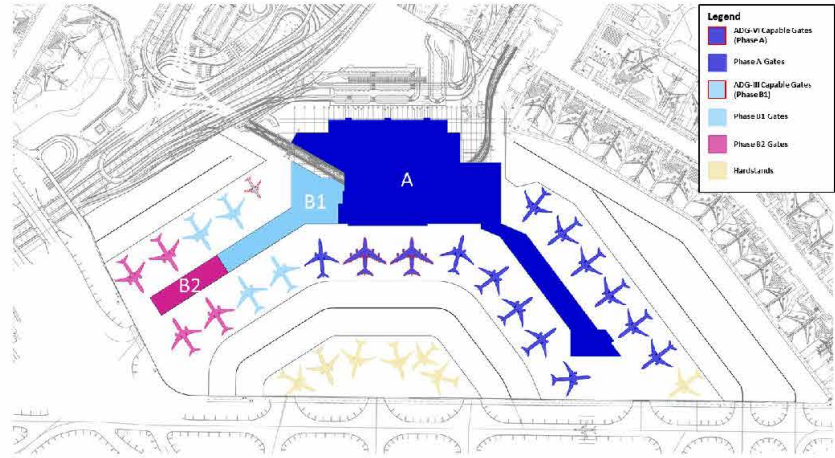 Legend
ADG-VI Capable Gates
(Phase A)
Phase A Gates
ADG-III Capable Gates
(Phase B1)
Phase B1 Gates
Phase B2 Gates
Hardstands
A
B1
B2